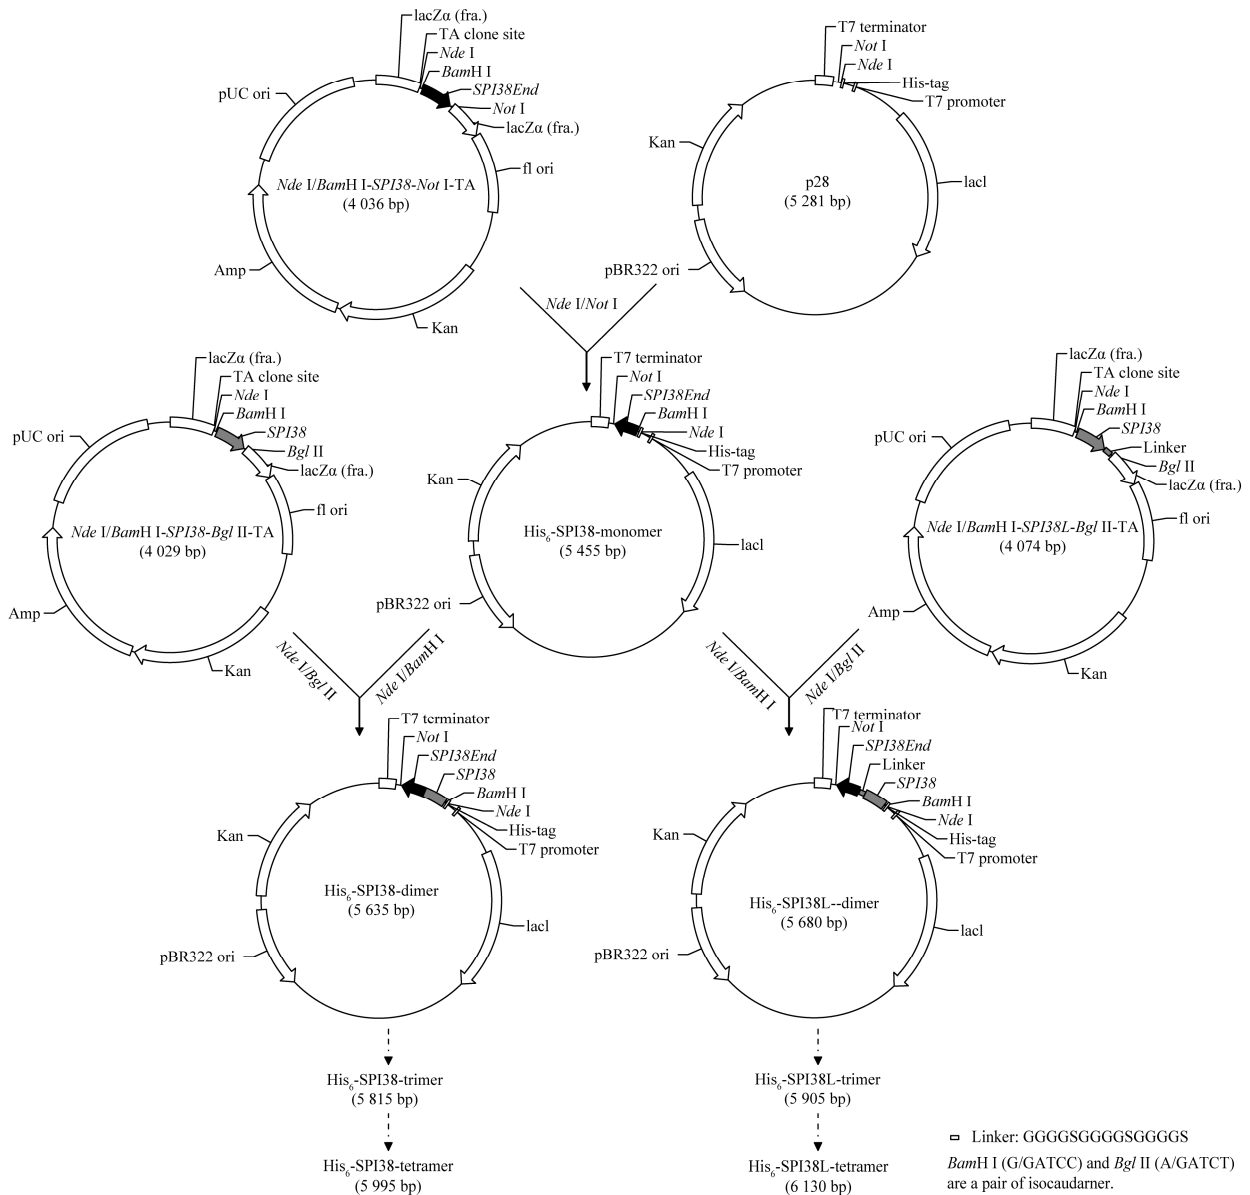 lacZα (fra.)
TA clone site
Nde I
BamH I
SPI38End
Not I
lacZα (fra.)
fl ori
pUC ori
Nde I/BamH I-SPI38-Not I-TA
(4 036 bp)
Amp
Kan
T7 terminator
Not I
Nde I
His-tag
T7 promoter
Kan
lacl
p28
(5 281 bp)
pBR322 ori
Nde I/Not I
lacZα (fra.)
TA clone site
Nde I
BamH I
SPI38
Bgl II
lacZα (fra.)
fl ori
pUC ori
Nde I/BamH I-SPI38-Bgl II-TA
(4 029 bp)
Amp
Kan
T7 terminator
Not I
SPI38End
BamH I
Nde I
His-tag
T7 promoter
Kan
His6-SPI38-monomer
(5 455 bp)
lacl
pBR322 ori
lacZα (fra.)
TA clone site
Nde I
BamH I
SPI38
Linker
Bgl II
lacZα (fra.)
fl ori
pUC ori
Nde I/BamH I-SPI38L-Bgl II-TA
(4 074 bp)
Amp
Kan
Nde I/Bgl II
Nde I/BamH I
Nde I/BamH I
Nde I/Bgl II
T7 terminator
Not I
SPI38End
SPI38
BamH I
Nde I
His-tag
T7 promoter
Kan
His6-SPI38-dimer
(5 635 bp)
lacl
pBR322 ori
T7 terminator
Not I
SPI38End
Linker
SPI38
BamH I
Nde I
His-tag
T7 promoter
Kan
His6-SPI38L--dimer
(5 680 bp)
lacl
pBR322 ori
His6-SPI38-trimer
(5 815 bp)
His6-SPI38-tetramer
(5 995 bp)
His6-SPI38L-trimer
(5 905 bp)
His6-SPI38L-tetramer
(6 130 bp)
Linker: GGGGSGGGGSGGGGS
BamH I (G/GATCC) and Bgl II (A/GATCT)
are a pair of isocaudarner.